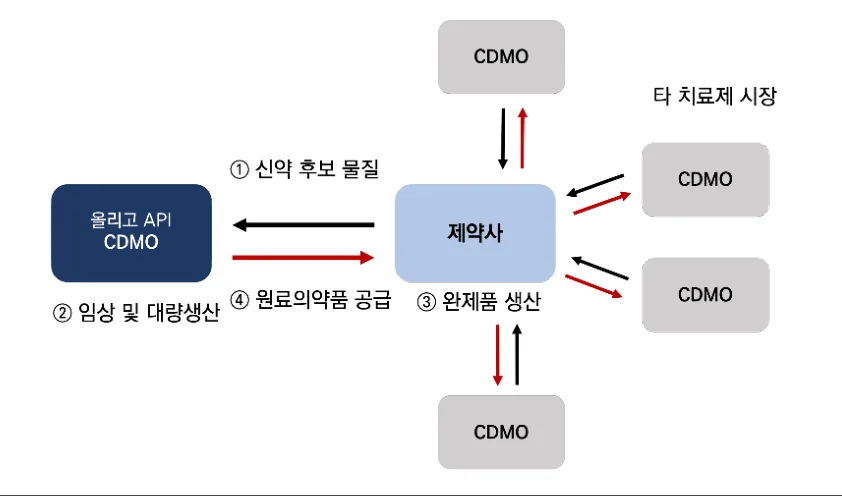 CDMO
타 치료제 시장
① 신약 후보 물질
CDMO
올리고 API
CDMO
제약사
CDMO
② 임상 및 대량생산
④ 원료의약품 공급
③ 완제품 생산
CDMO